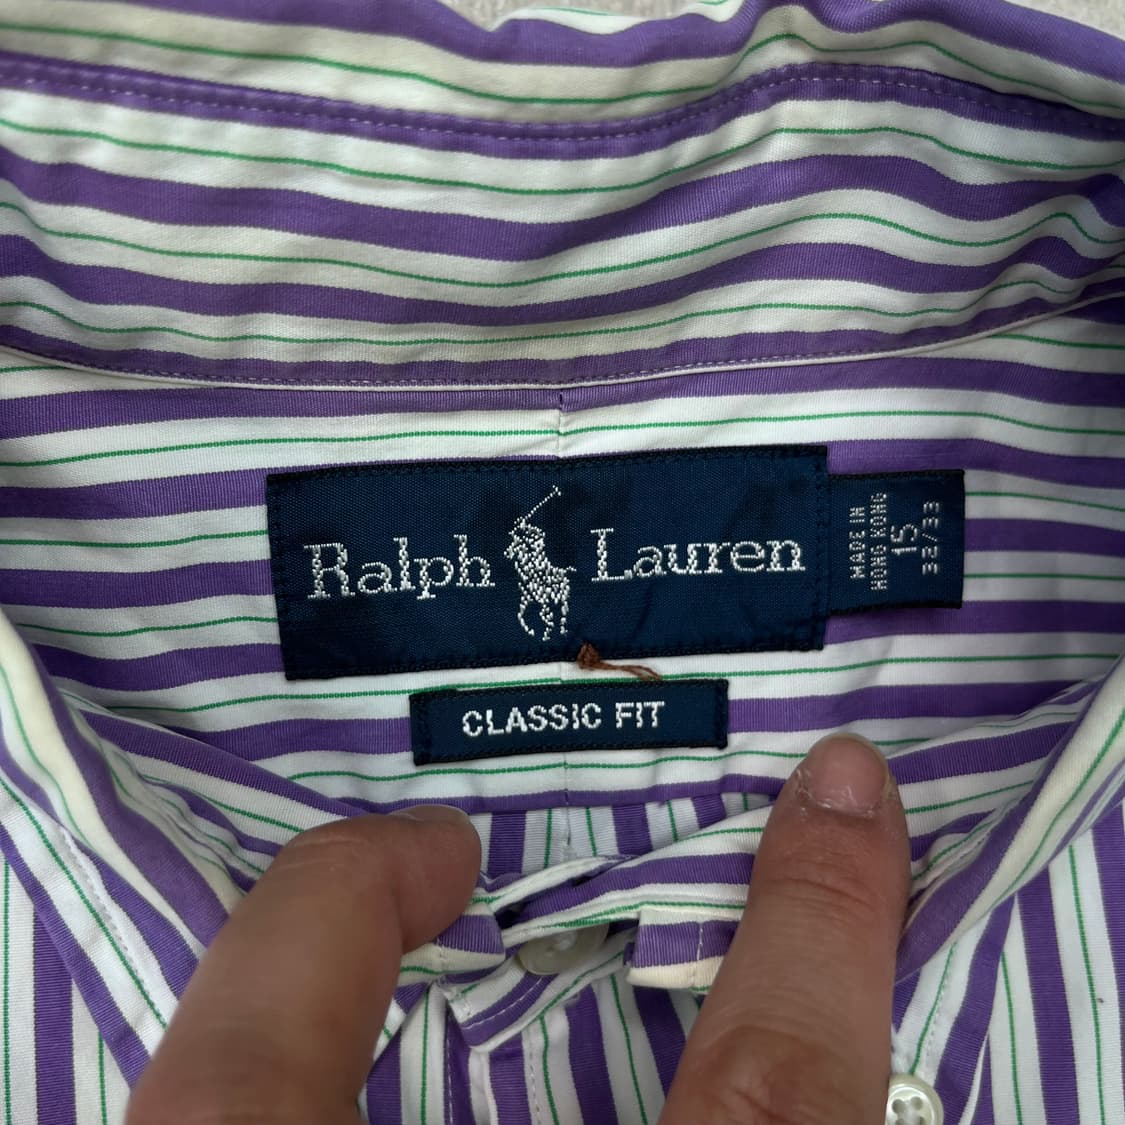 Ralph Lauren
MADE IN
HONG KONG
15
32/33
CLASSIC FIT